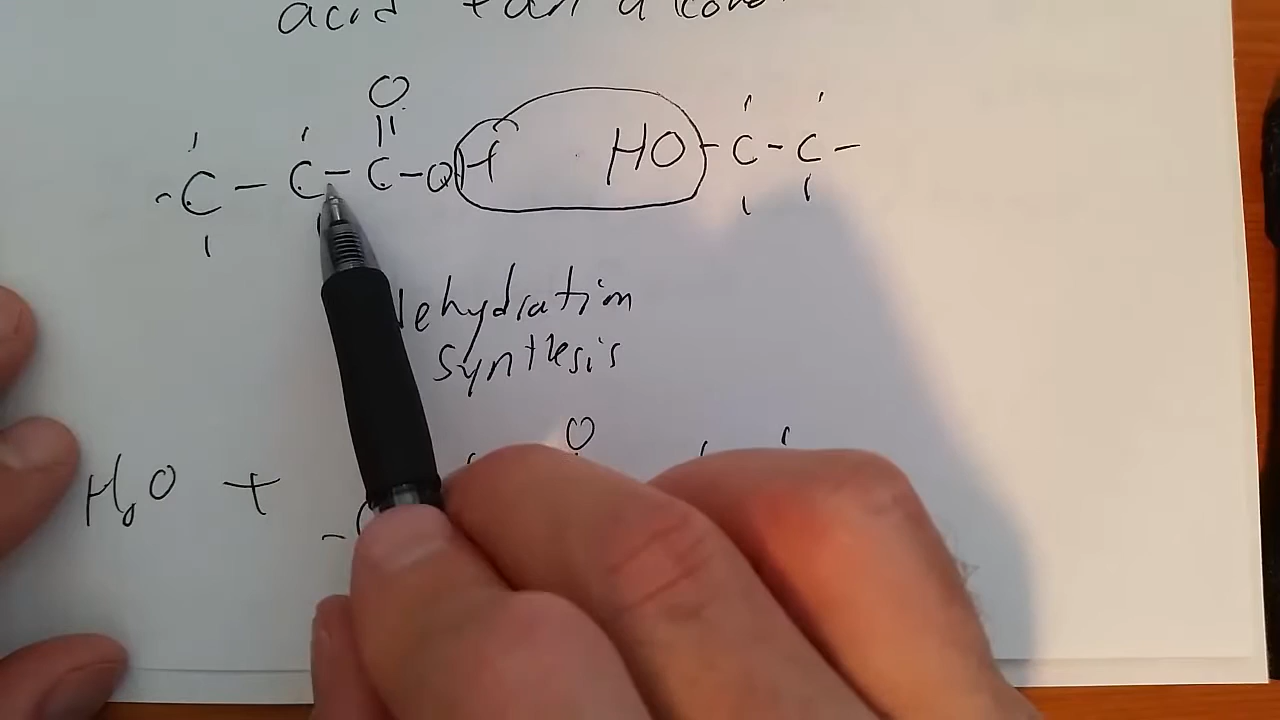 acid
O
- C - C - C - OH HO - C - C -
dehydration
synthesis
O
H2O + - C